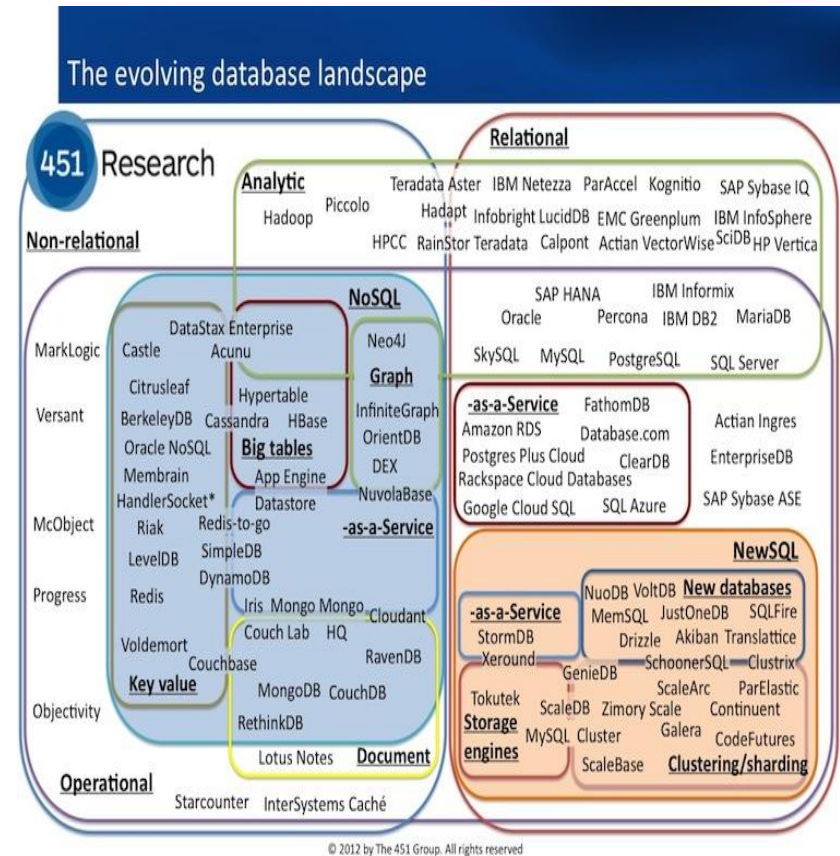 The evolving database landscape
451 Research
Relational
Analytic
Teradata Aster IBM Netezza ParAccel Kognitio SAP Sybase IQ
Piccolo
Hadoop
Hadapt Infobright LucidDB EMC Greenplum IBM InfoSphere
HPCC RainStor Teradata Calpont Actian VectorWise SciDB HP Vertica
Non-relational
NoSQL
SAP HANA IBM Informix
Oracle Percona IBM DB2 MariaDB
SkySQL MySQL PostgreSQL SQL Server
DataStax Enterprise
MarkLogic Castle Acunu
Neo4J
Graph
Citrusleaf Hypertable
InfiniteGraph
Versant BerkeleyDB Cassandra HBase
OrientDB
Oracle NoSQL Big tables
DEX
Membrain App Engine
HandlerSocket* Datastore NuvolaBase
-as-a-Service FathomDB
Amazon RDS Database.com
Postgres Plus Cloud ClearDB
Rackspace Cloud Databases
Google Cloud SQL SQL Azure
Actian Ingres
EnterpriseDB
SAP Sybase ASE
McObject Riak Redis-to-go -as-a-Service
LevelDB SimpleDB
DynamoDB
Progress Redis
Iris Mongo Mongo Cloudant
Couch Lab HQ
Voldemort
Couchbase RavenDB
Key value
MongoDB CouchDB
Objectivity
RethinkDB
Lotus Notes Document
Operational
Starcounter InterSystems Caché
NewSQL
NuoDB VoltDB New databases
-as-a-Service MemSQL JustOneDB SQLFire
StormDB Drizzle Akiban Translattice
Xeround SchoonerSQL Clustrix
GenieDB
ScaleArc ParElastic
Tokutek ScaleDB Zimory Scale Continuent
Storage
engines
MySQL Cluster Galera CodeFutures
ScaleBase Clustering/sharding
© 2012 by The 451 Group. All rights reserved